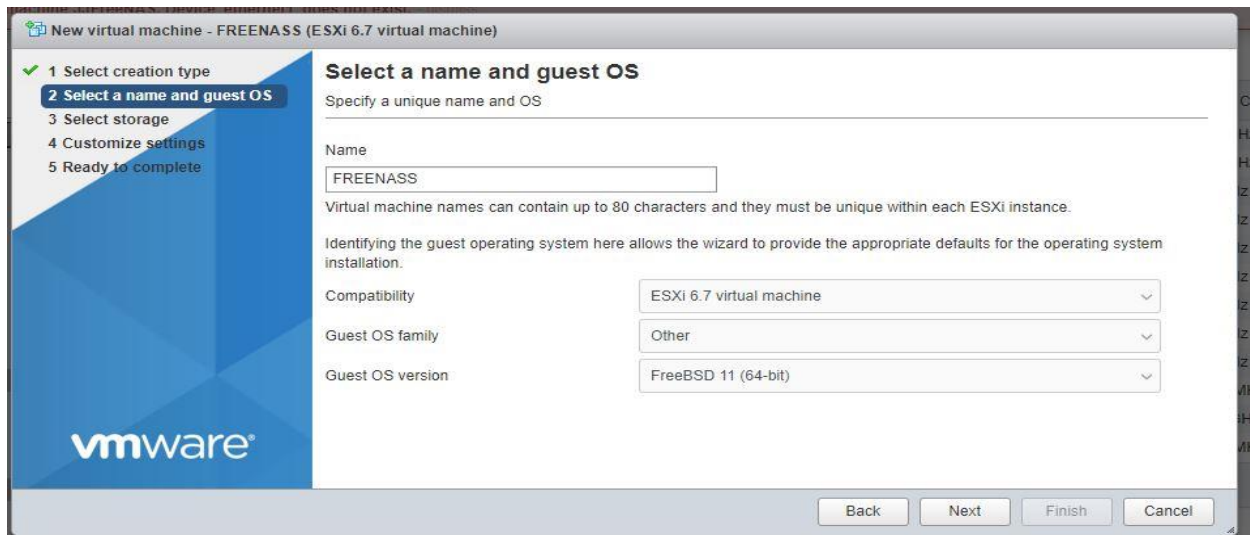 New virtual machine - FREENASS (ESXi 6.7 virtual machine)
1 Select creation type
2 Select a name and guest OS
3 Select storage
4 Customize settings
5 Ready to complete
Select a name and guest OS
Specify a unique name and OS
Name
FREENASS
Virtual machine names can contain up to 80 characters and they must be unique within each ESXi instance.
Identifying the guest operating system here allows the wizard to provide the appropriate defaults for the operating system
installation.
Compatibility
ESXi 6.7 virtual machine
Guest OS family
Other
Guest OS version
FreeBSD 11 (64-bit)
vmware®
Back
Next
Finish
Cancel